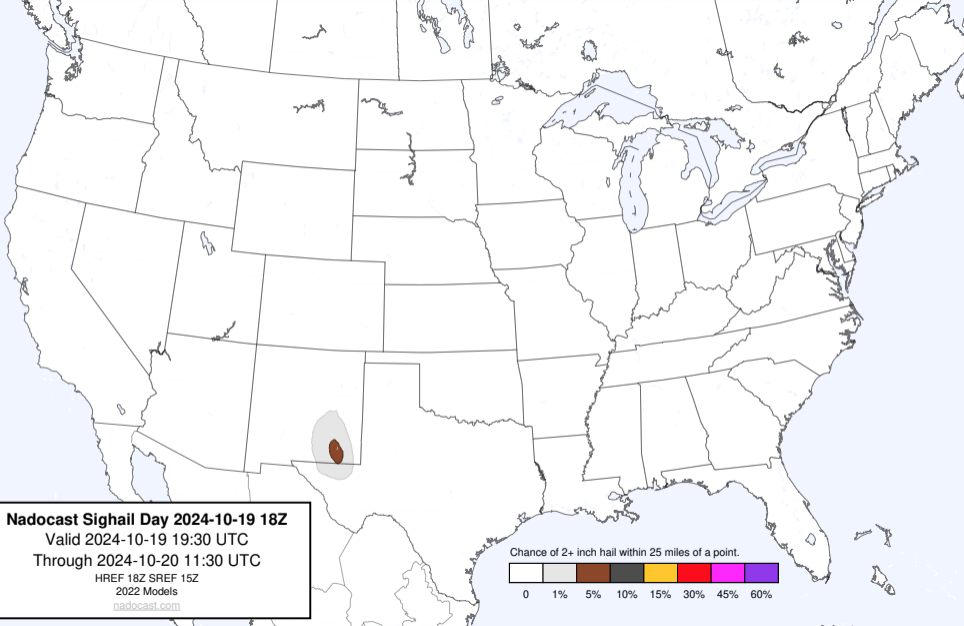 Nadocast Sighail Day 2024-10-19 18Z
Valid 2024-10-19 19:30 UTC
Through 2024-10-20 11:30 UTC
HREF 18Z SREF 15Z
2022 Models
nadocast.com
Chance of 2+ inch hail within 25 miles of a point.
0 1% 5% 10% 15% 30% 45% 60%